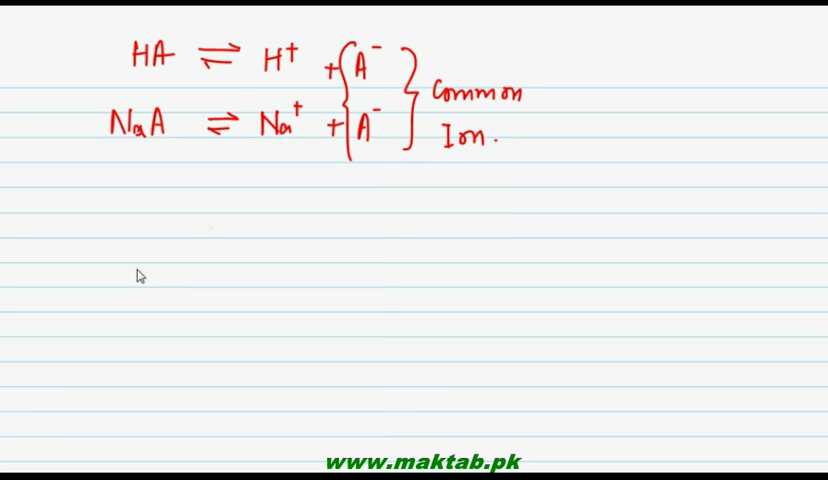 HA ⇌ H⁺ + A⁻
NaA ⇌ Na⁺ + A⁻
Common
Ion.
www.maktab.pk